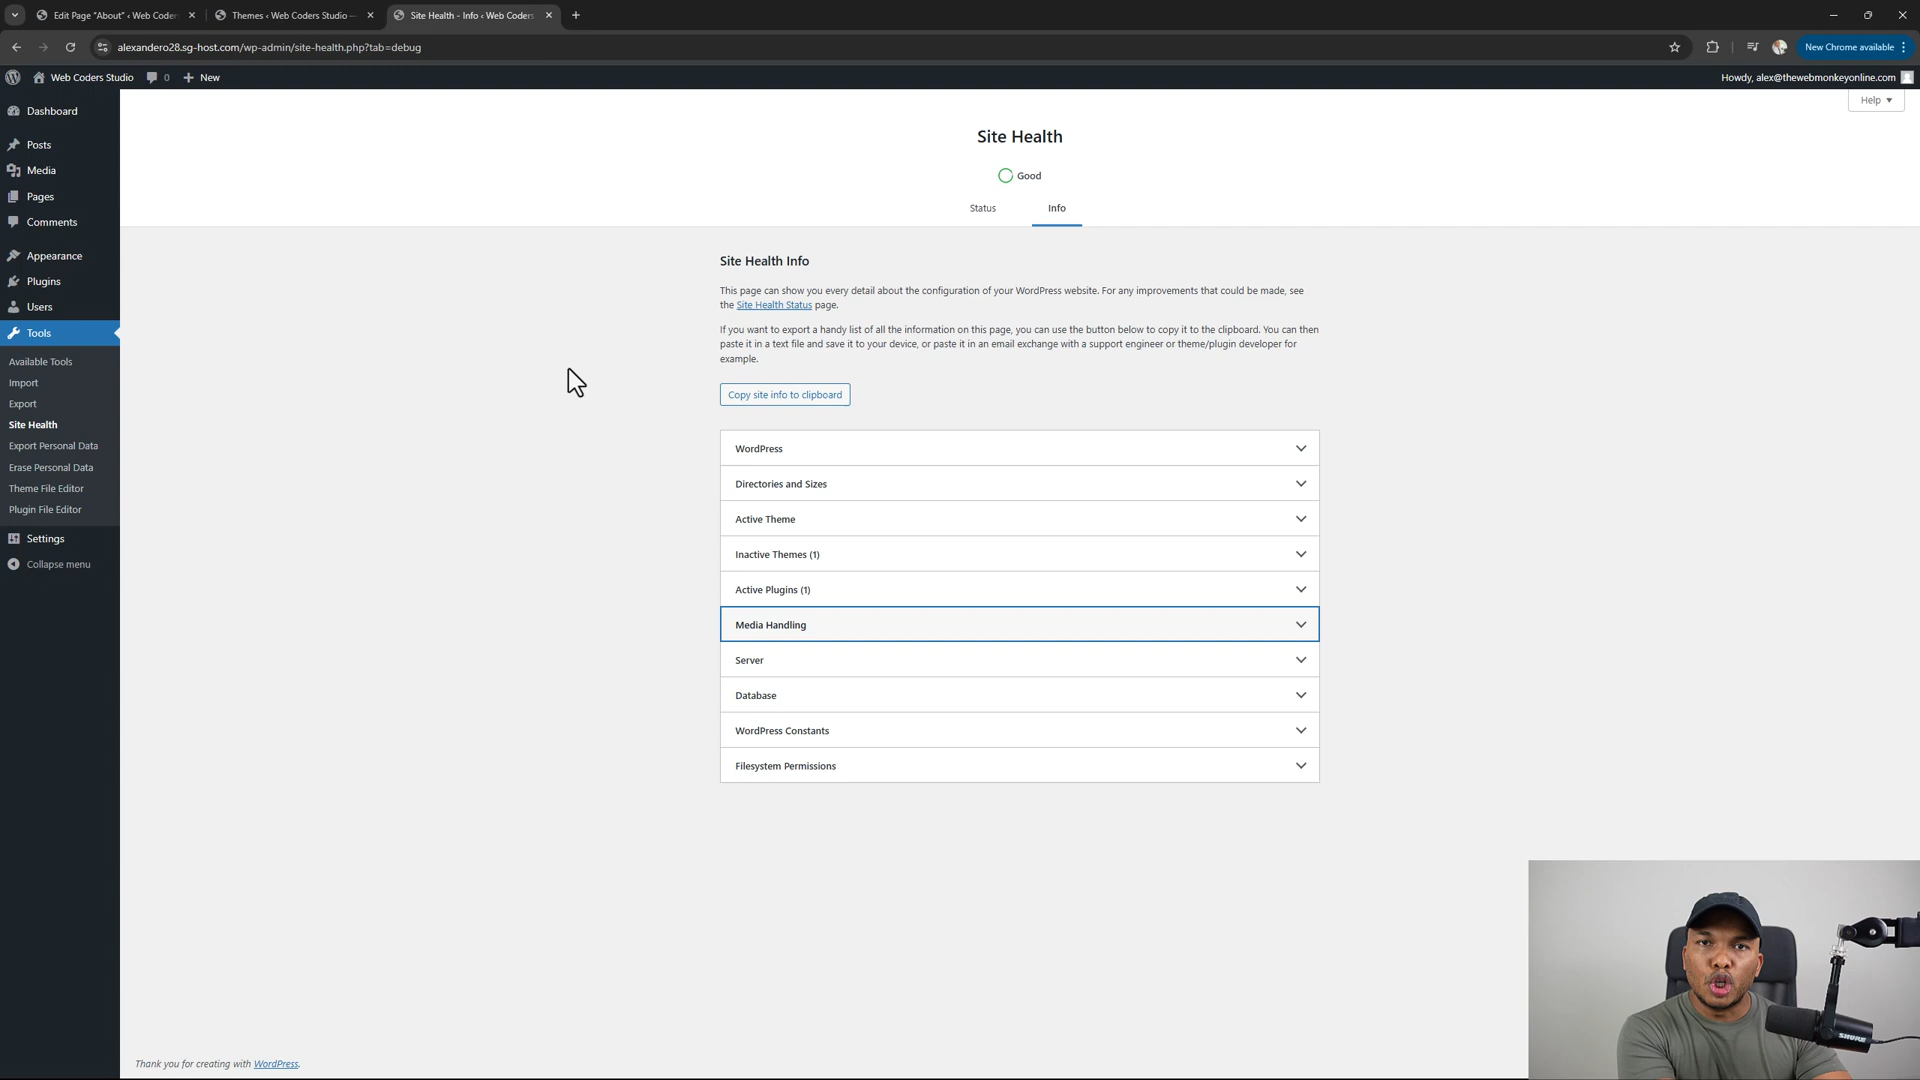 Edit Page "About" ‹ Web Coders
Themes ‹ Web Coders Studio —
Site Health - Info ‹ Web Coders
alexandero28.sg-host.com/wp-admin/site-health.php?tab=debug
New Chrome available
Web Coders Studio
0
New
Howdy, alex@thewebmonkeyonline.com
Help
Dashboard
Posts
Media
Pages
Comments
Appearance
Plugins
Users
Tools
Available Tools
Import
Export
Site Health
Export Personal Data
Erase Personal Data
Theme File Editor
Plugin File Editor
Settings
Collapse menu
Site Health
Good
Status
Info
Site Health Info
This page can show you every detail about the configuration of your WordPress website. For any improvements that could be made, see
the Site Health Status page.
If you want to export a handy list of all the information on this page, you can use the button below to copy it to the clipboard. You can then
paste it in a text file and save it to your device, or paste it in an email exchange with a support engineer or theme/plugin developer for
example.
Copy site info to clipboard
WordPress
Directories and Sizes
Active Theme
Inactive Themes (1)
Active Plugins (1)
Media Handling
Server
Database
WordPress Constants
Filesystem Permissions
SHURE
Thank you for creating with WordPress.